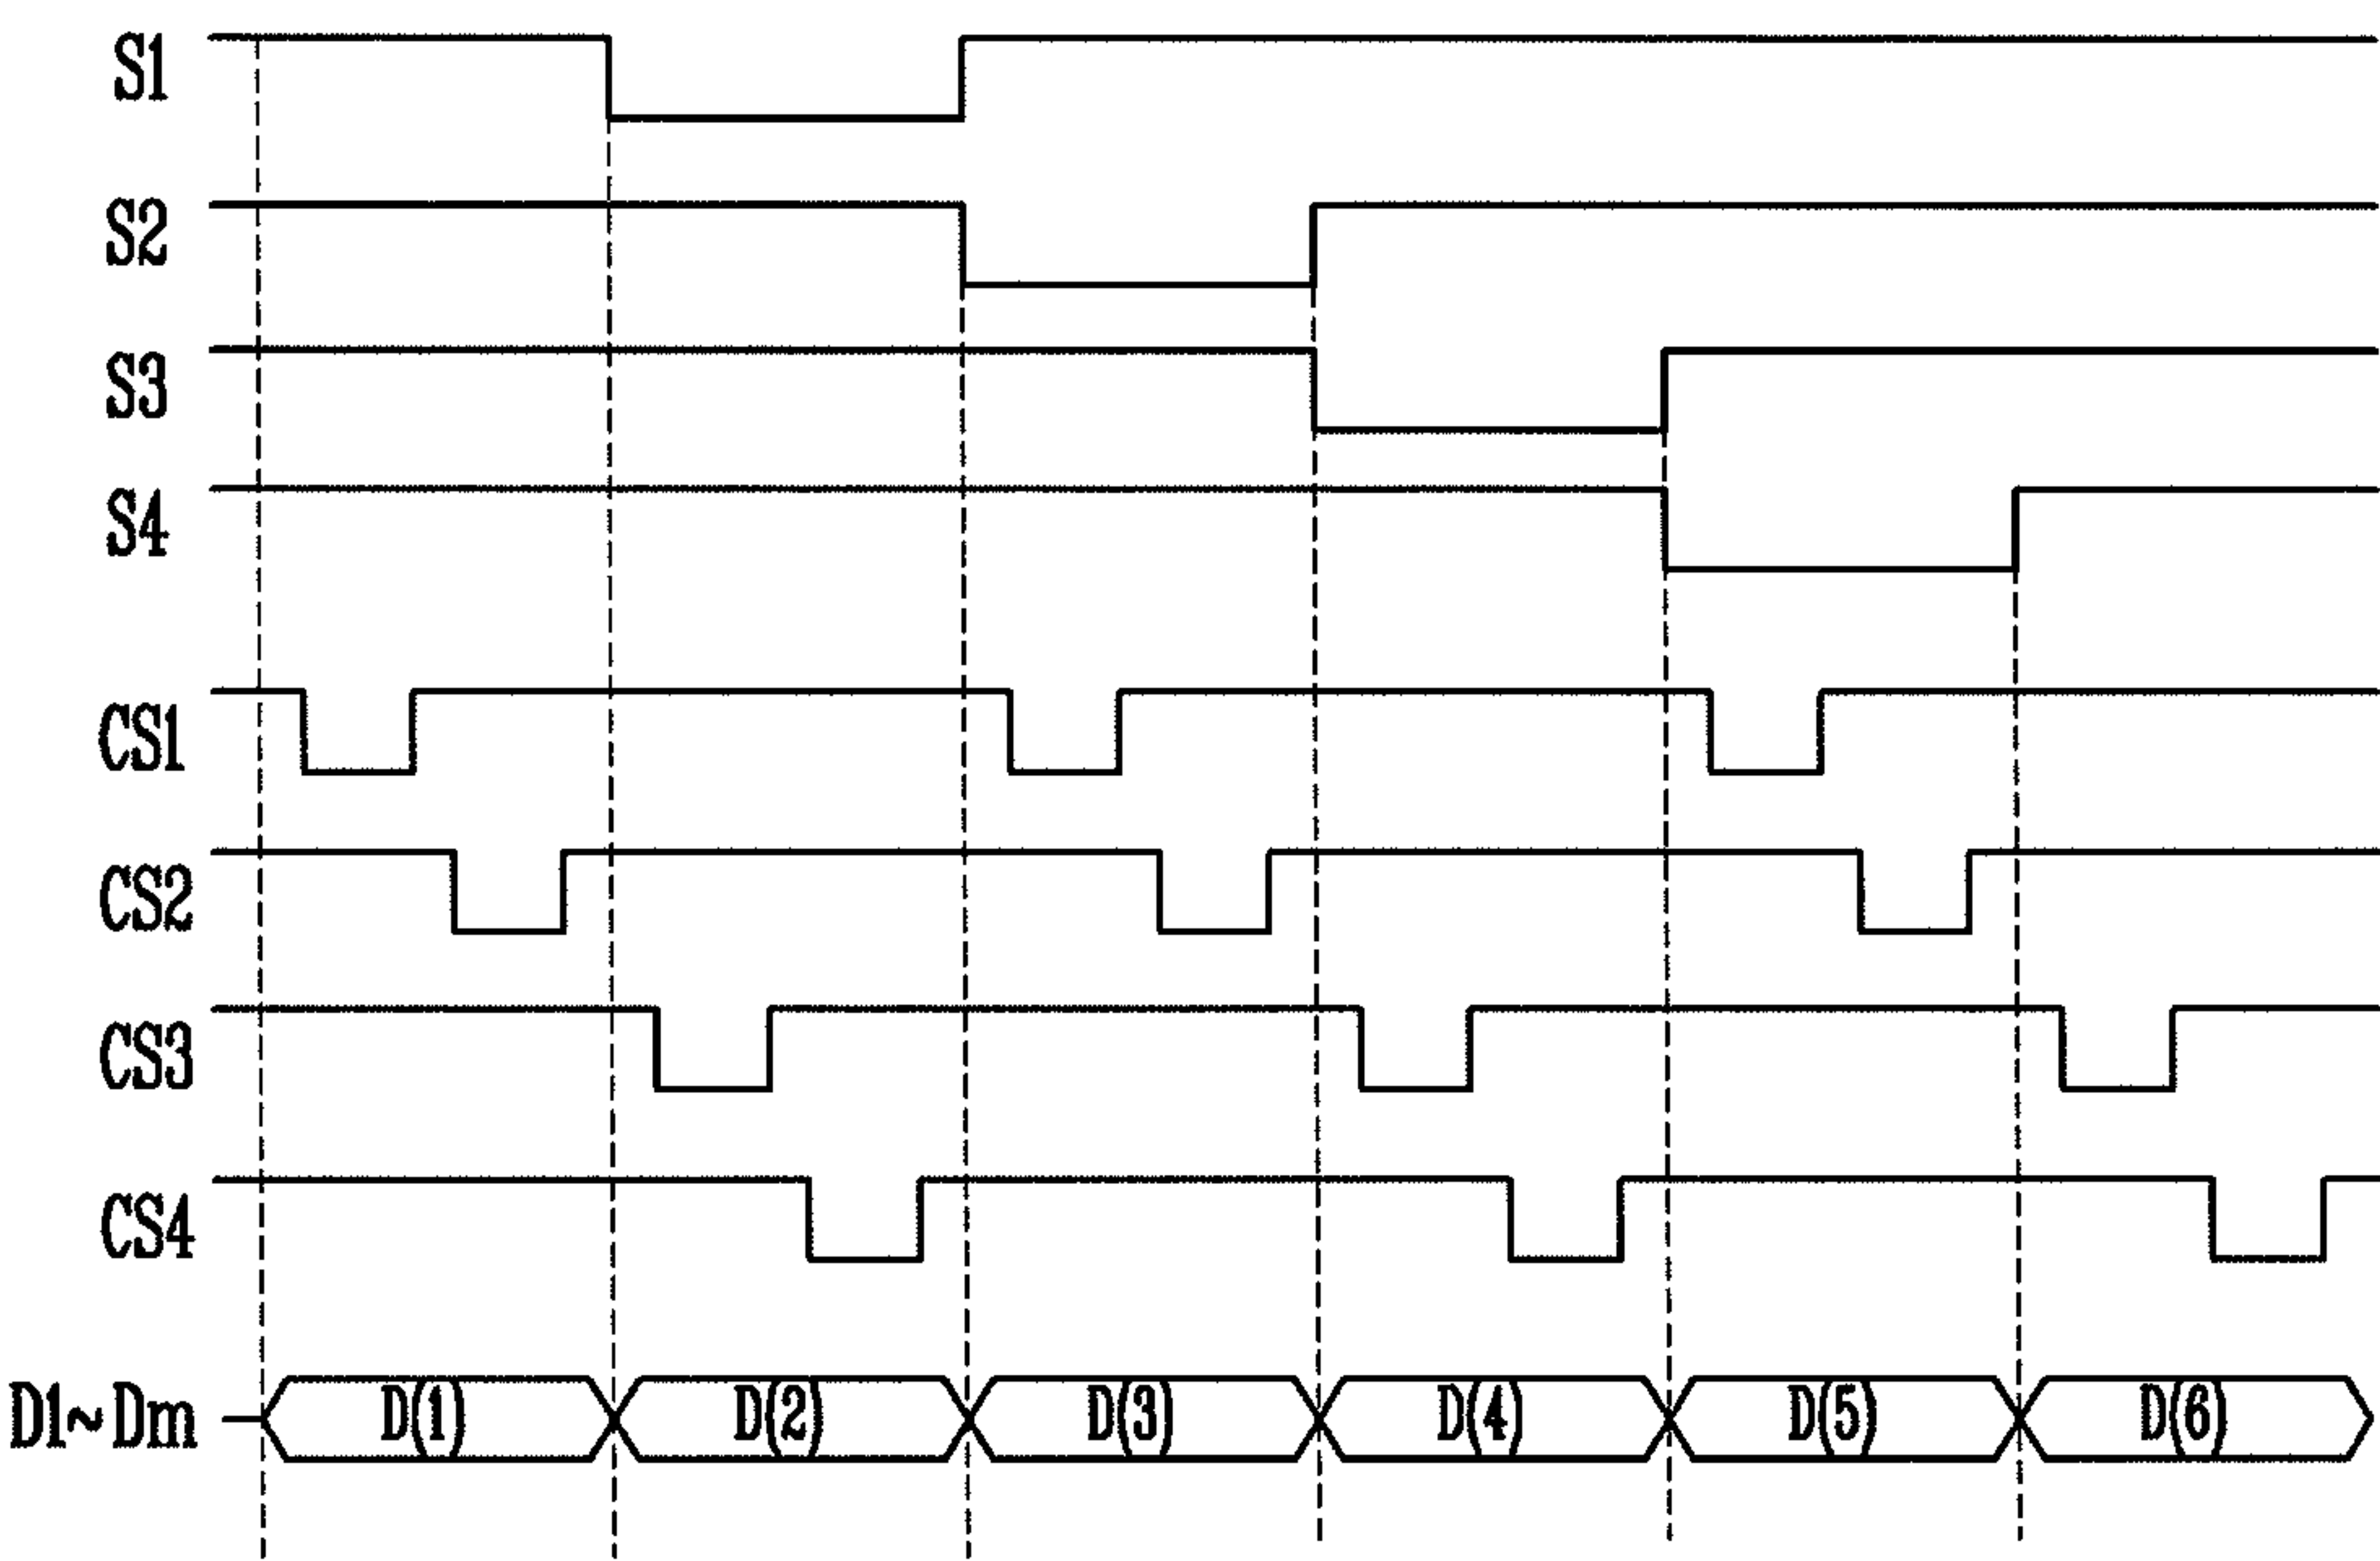 S1
S2
S3
S4
CS1
CS2
CS3
CS4
D1~Dm D(1) D(2) D(3) D(4) D(5) D(6)